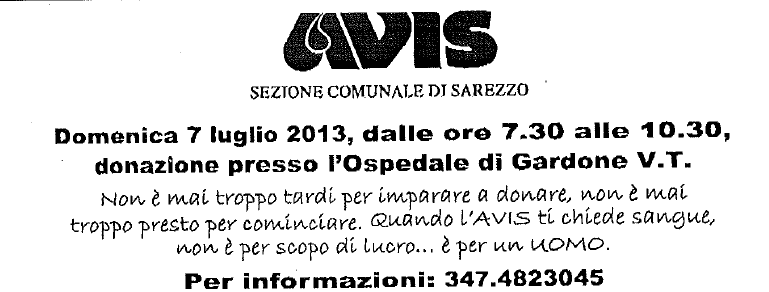 AVIS
SEZIONE COMUNALE DI SAREZZO
Domenica 7 luglio 2013, dalle ore 7.30 alle 10.30,
donazione presso l'Ospedale di Gardone V.T.
Non è mai troppo tardi per imparare a donare, non è mai
troppo presto per cominciare. Quando l'AVIS ti chiede sangue,
non è per scopo di lucro... è per un UOMO.
Per informazioni: 347.4823045